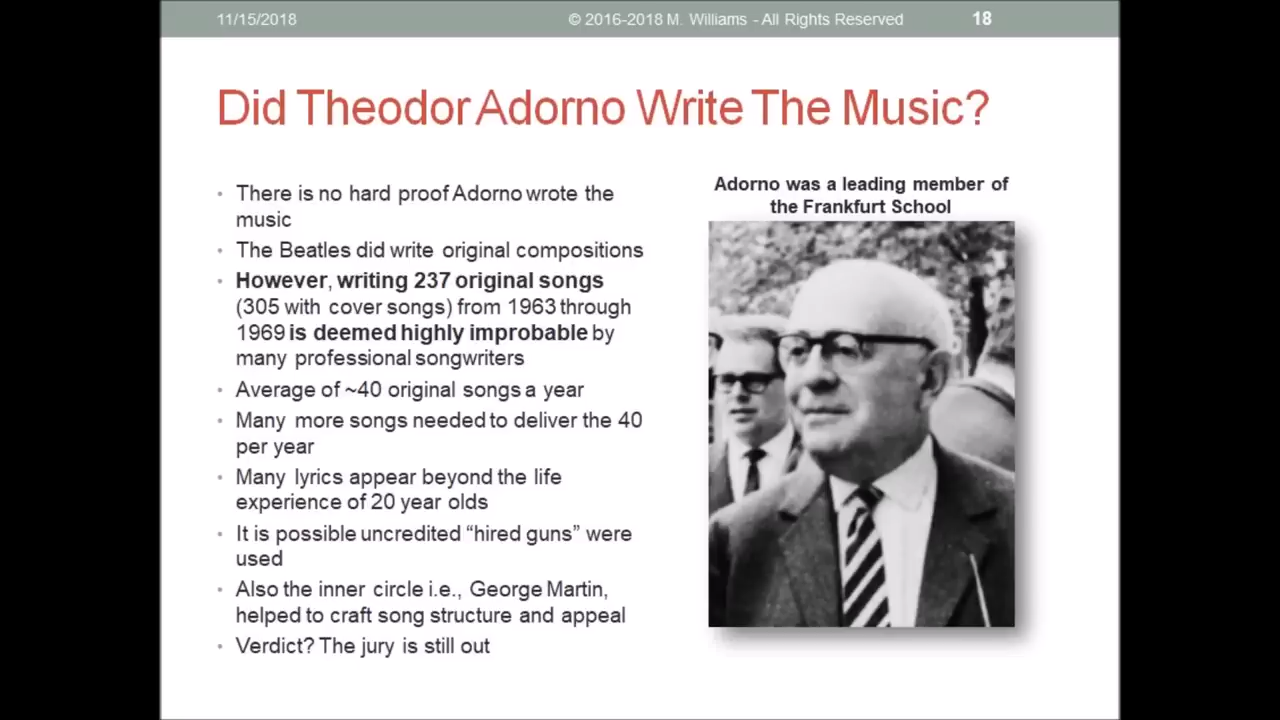 11/15/2018
© 2016-2018 M. Williams - All Rights Reserved
18
Did Theodor Adorno Write The Music?
• There is no hard proof Adorno wrote the
music
• The Beatles did write original compositions
• However, writing 237 original songs
(305 with cover songs) from 1963 through
1969 is deemed highly improbable by
many professional songwriters
• Average of ~40 original songs a year
• Many more songs needed to deliver the 40
per year
• Many lyrics appear beyond the life
experience of 20 year olds
• It is possible uncredited “hired guns” were
used
• Also the inner circle i.e., George Martin,
helped to craft song structure and appeal
• Verdict? The jury is still out
Adorno was a leading member of
the Frankfurt School